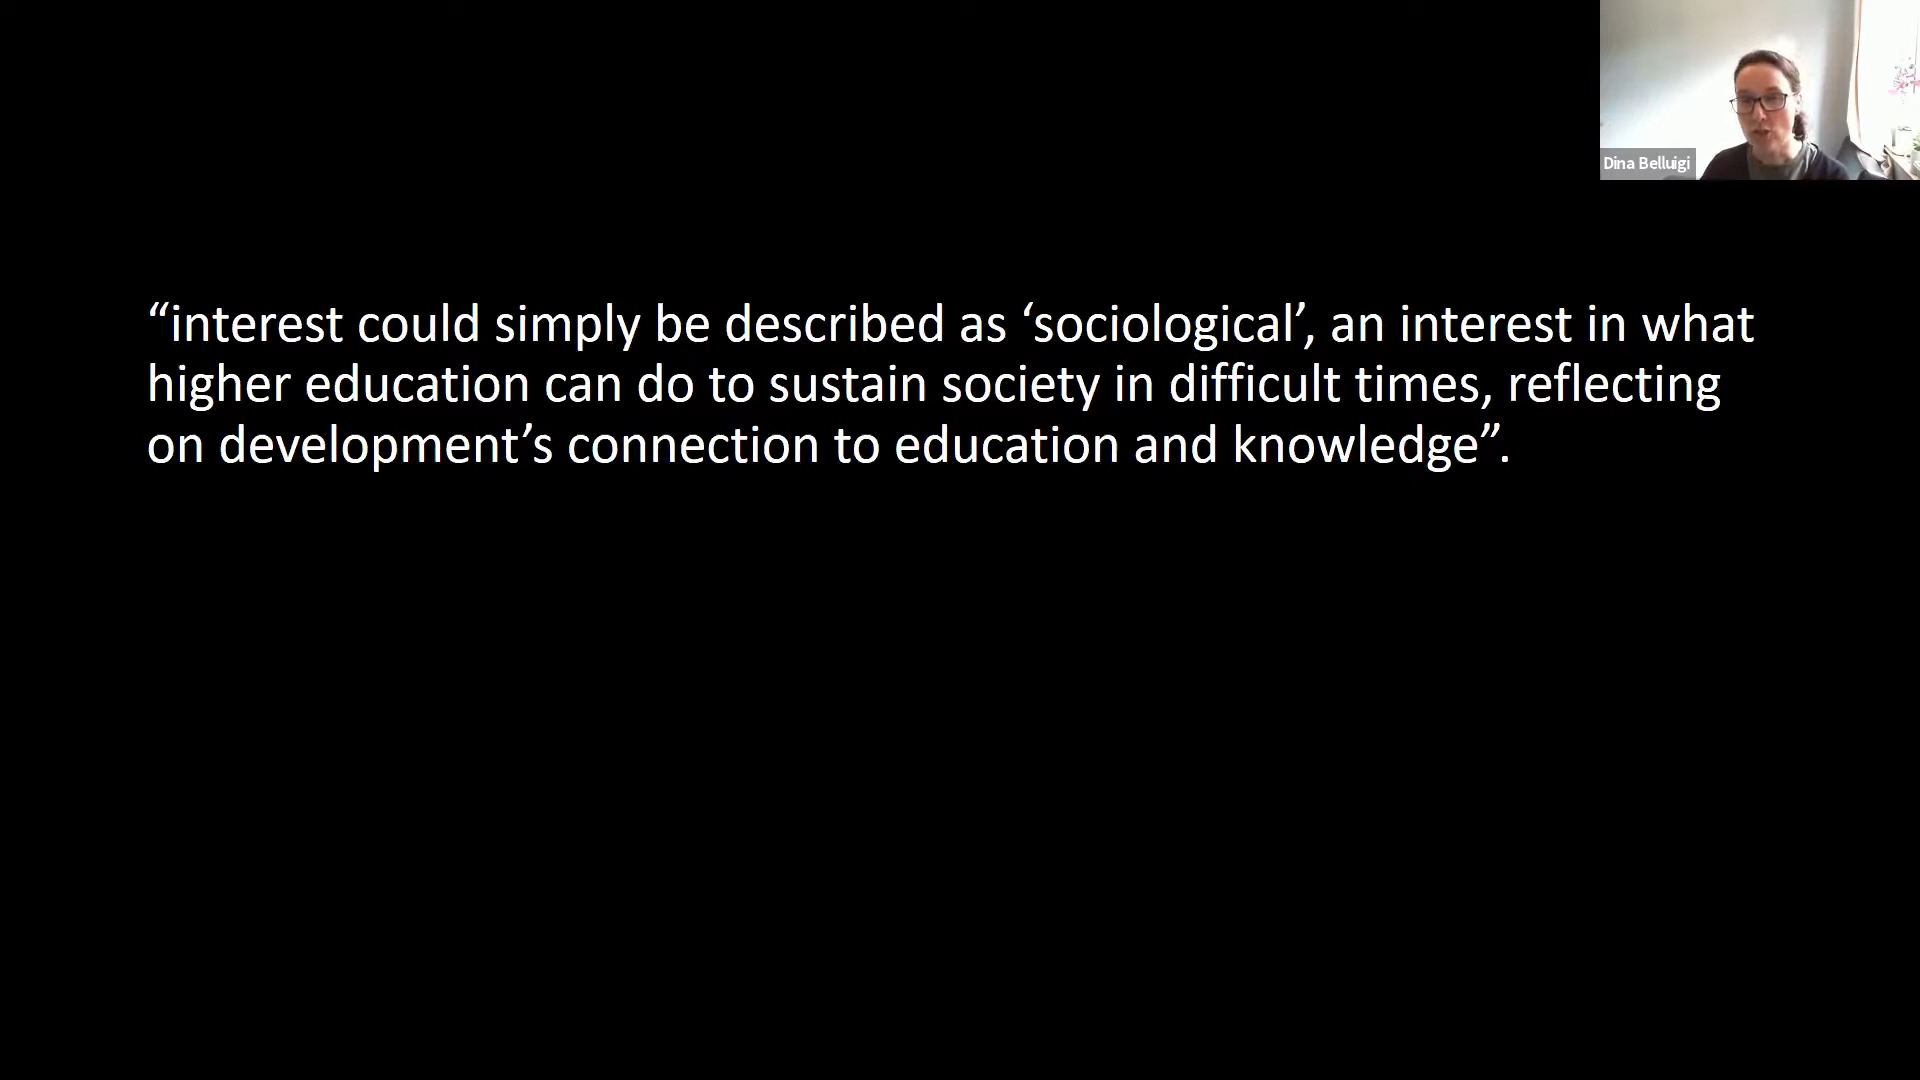 Dina Belluigi
“interest could simply be described as ‘sociological’, an interest in what
higher education can do to sustain society in difficult times, reflecting
on development’s connection to education and knowledge”.